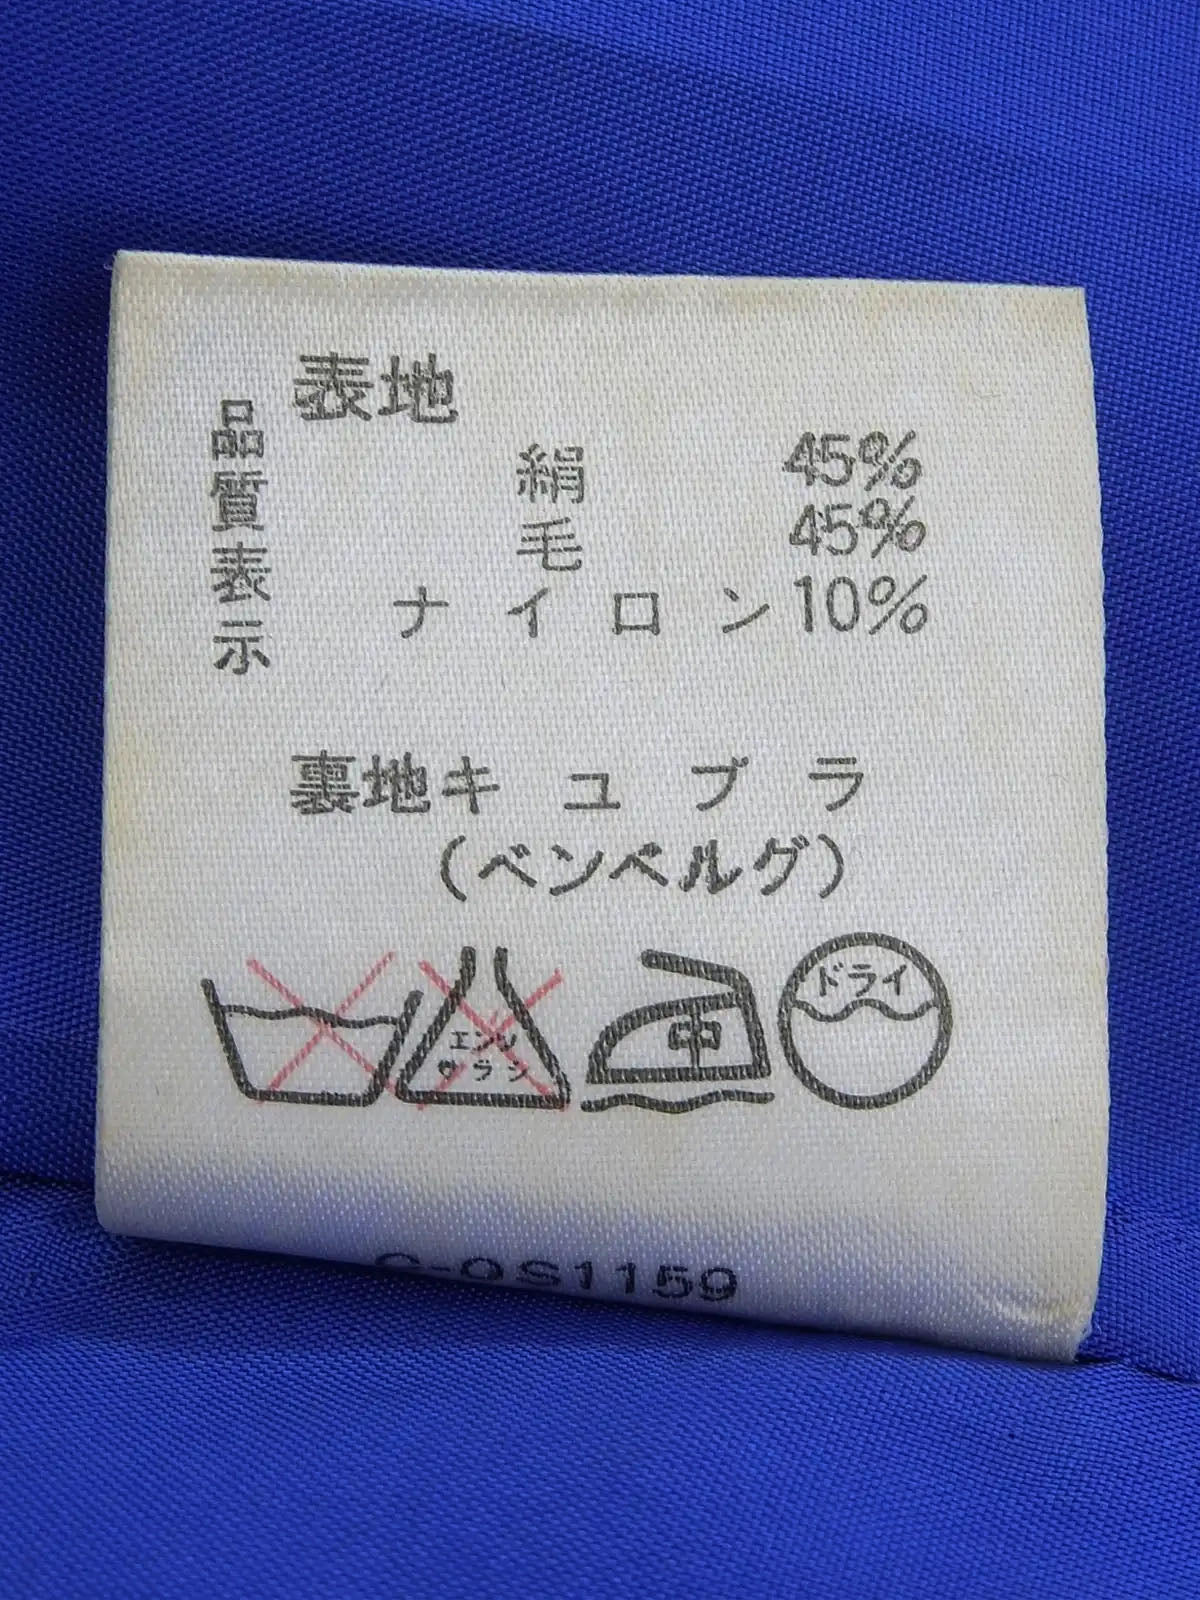 品質表示
表地
絹 45%
毛 45%
ナイロン 10%
裏地 キュプラ
(ベンベルグ)
エンソ
サラシ
中
ドライ
C-OS1159